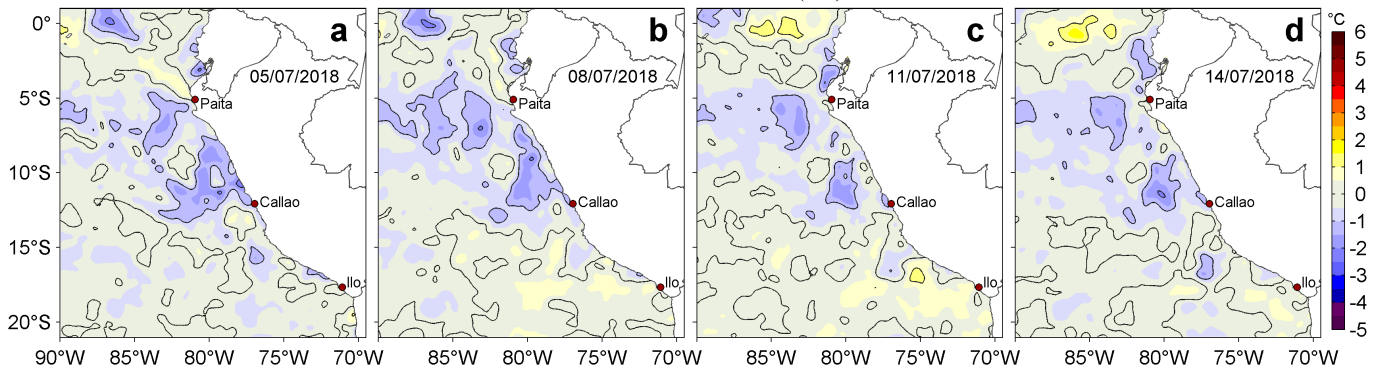 a b c d
05/07/2018 08/07/2018 11/07/2018 14/07/2018
°C
0°
5°S
10°S
15°S
20°S
Paita Paita Paita Paita
Callao Callao Callao Callao
Ilo Ilo Ilo Ilo
90°W 85°W 80°W 75°W 70°W 85°W 80°W 75°W 70°W 85°W 80°W 75°W 70°W 85°W 80°W 75°W 70°W
6
5
4
3
2
1
0
-1
-2
-3
-4
-5